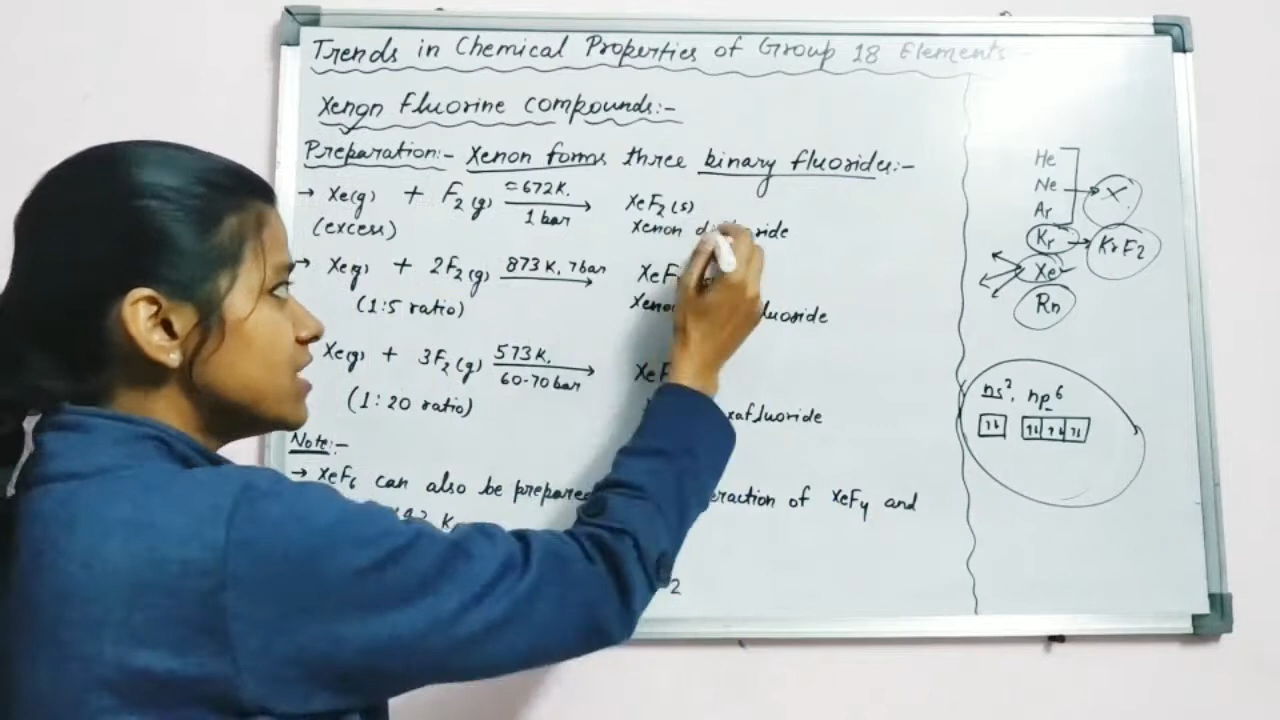 Trends in Chemical Properties of Group 18 Elements
Xenon fluorine compounds:-
Preparation:- Xenon forms three binary fluorides:-
→ Xe(g) + F2(g) =672K, 1 bar → XeF2(s)
(excess) Xenon
→ Xe(g) + 2F2(g) 873 K, 7bar → XeF
(1:5 ratio)
Xe(g) + 3F2(g) 573K, 60-70 bar → XeF
(1:20 ratio)
Note:-
→ XeF6 can also be of XeF4 and
K,
2
He
Ne → X
Ar
Kr → KrF2
Xe
Rn
ns², np⁶
↿⇂ ↿⇂ ↿⇂ ↿⇂